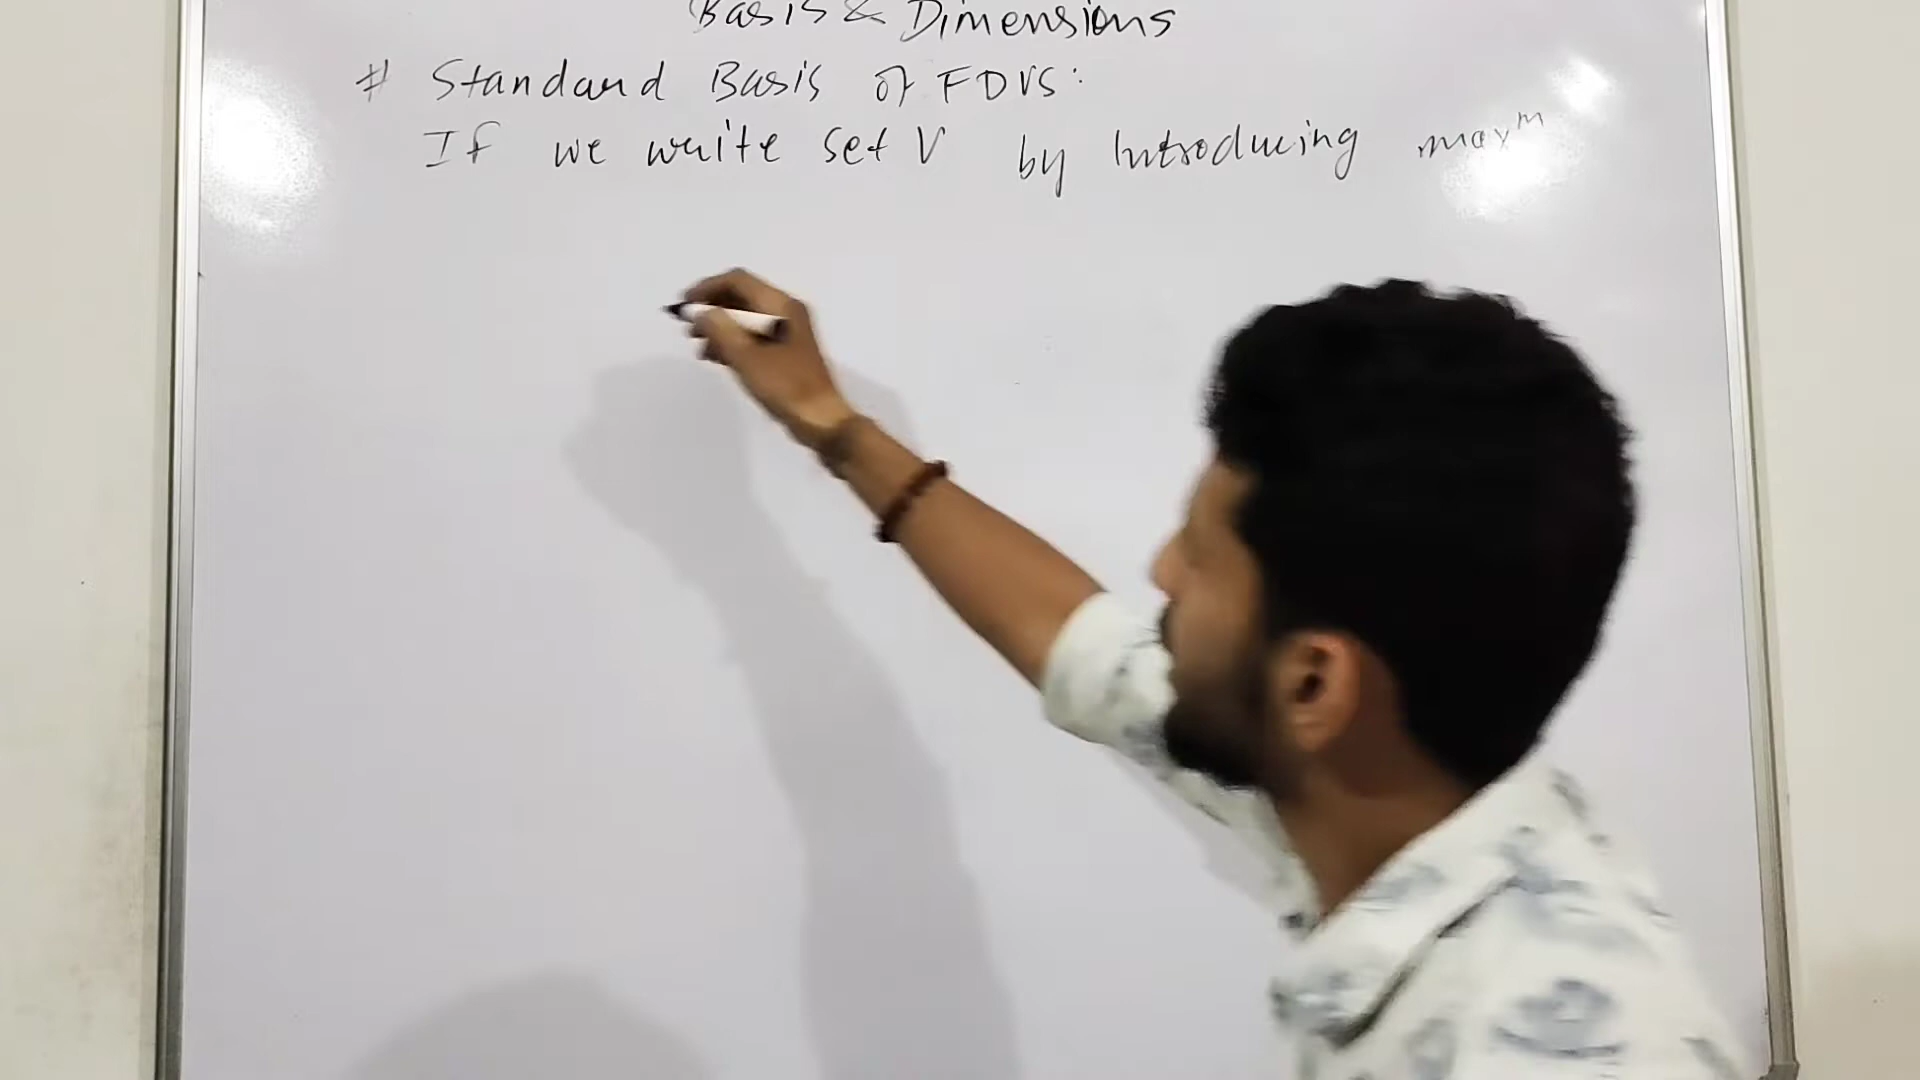 Basis & Dimensions
# Standard Basis of FDVS:
If we write set V by Introducing maxᵐ